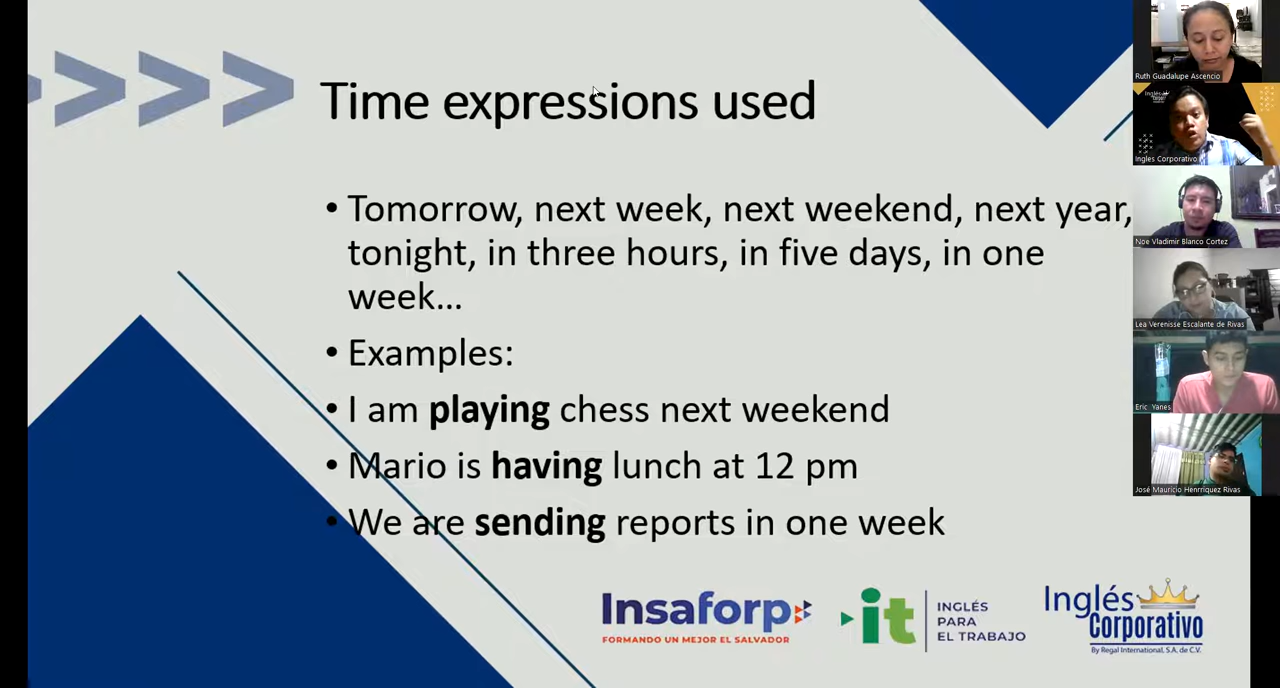 Time expressions used
• Tomorrow, next week, next weekend, next year,
tonight, in three hours, in five days, in one
week...
• Examples:
• I am playing chess next weekend
• Mario is having lunch at 12 pm
• We are sending reports in one week
Insaforp
FORMANDO UN MEJOR EL SALVADOR
it
INGLÉS
PARA
EL TRABAJO
Inglés
Corporativo
By Regal International, S.A. de C.V.
Ruth Guadalupe Ascencio
Ingles Corporativo
Noe Vladimir Blanco Cortez
Lea Verenisse Escalante de Rivas
Eric Yanes
José Mauricio Henrriquez Rivas